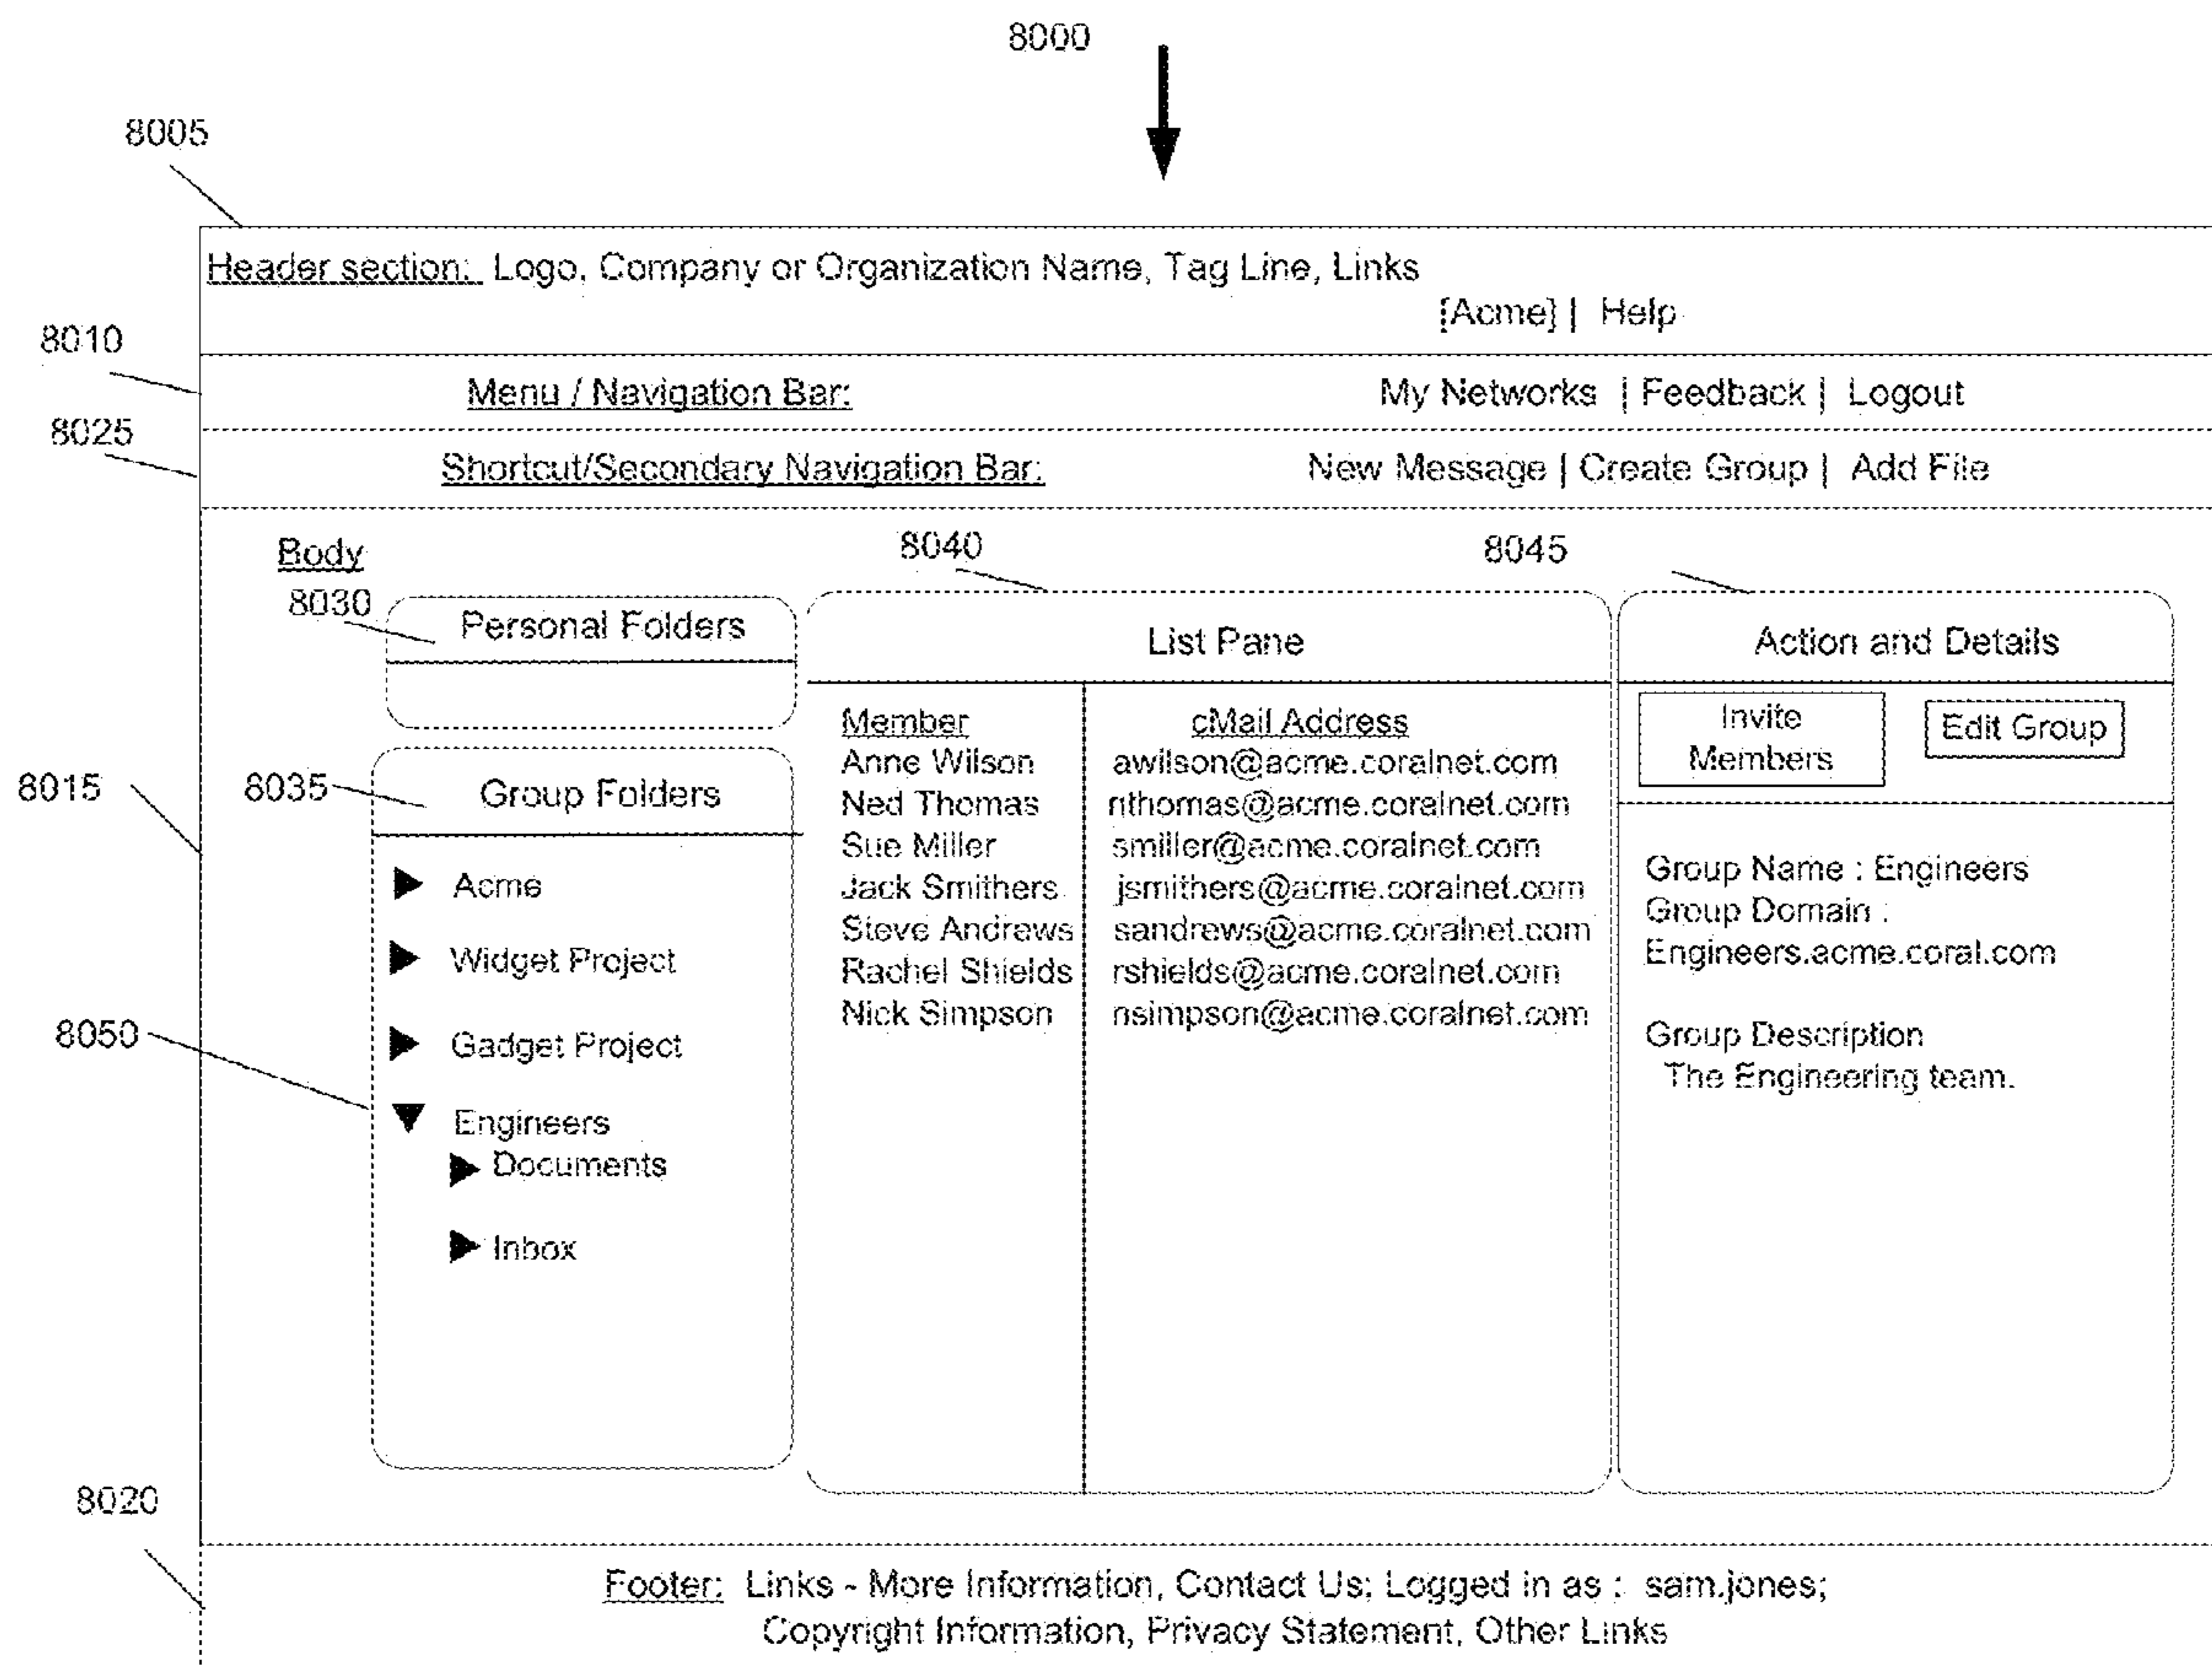 8000
8005
Header section: Logo, Company or Organization Name, Tag Line, Links
[Acme] | Help
8010
Menu / Navigation Bar: My Networks | Feedback | Logout
8025
Shortcut/Secondary Navigation Bar: New Message | Create Group | Add File
Body
8030
Personal Folders
8015
8035
Group Folders
Acme
Widget Project
8050
Gadget Project
Engineers
Documents
Inbox
8040
List Pane
Member cMail Address
Anne Wilson awilson@acme.coralnet.com
Ned Thomas nthomas@acme.coralnet.com
Sue Miller smiller@acme.coralnet.com
Jack Smithers jsmithers@acme.coralnet.com
Steve Andrews sandrews@acme.coralnet.com
Rachel Shields rshields@acme.coralnet.com
Nick Simpson nsimpson@acme.coralnet.com
8045
Action and Details
Invite
Members
Edit Group
Group Name : Engineers
Group Domain :
Engineers.acme.coral.com
Group Description
The Engineering team.
8020
Footer: Links - More Information, Contact Us; Logged in as : sam.jones;
Copyright Information, Privacy Statement, Other Links